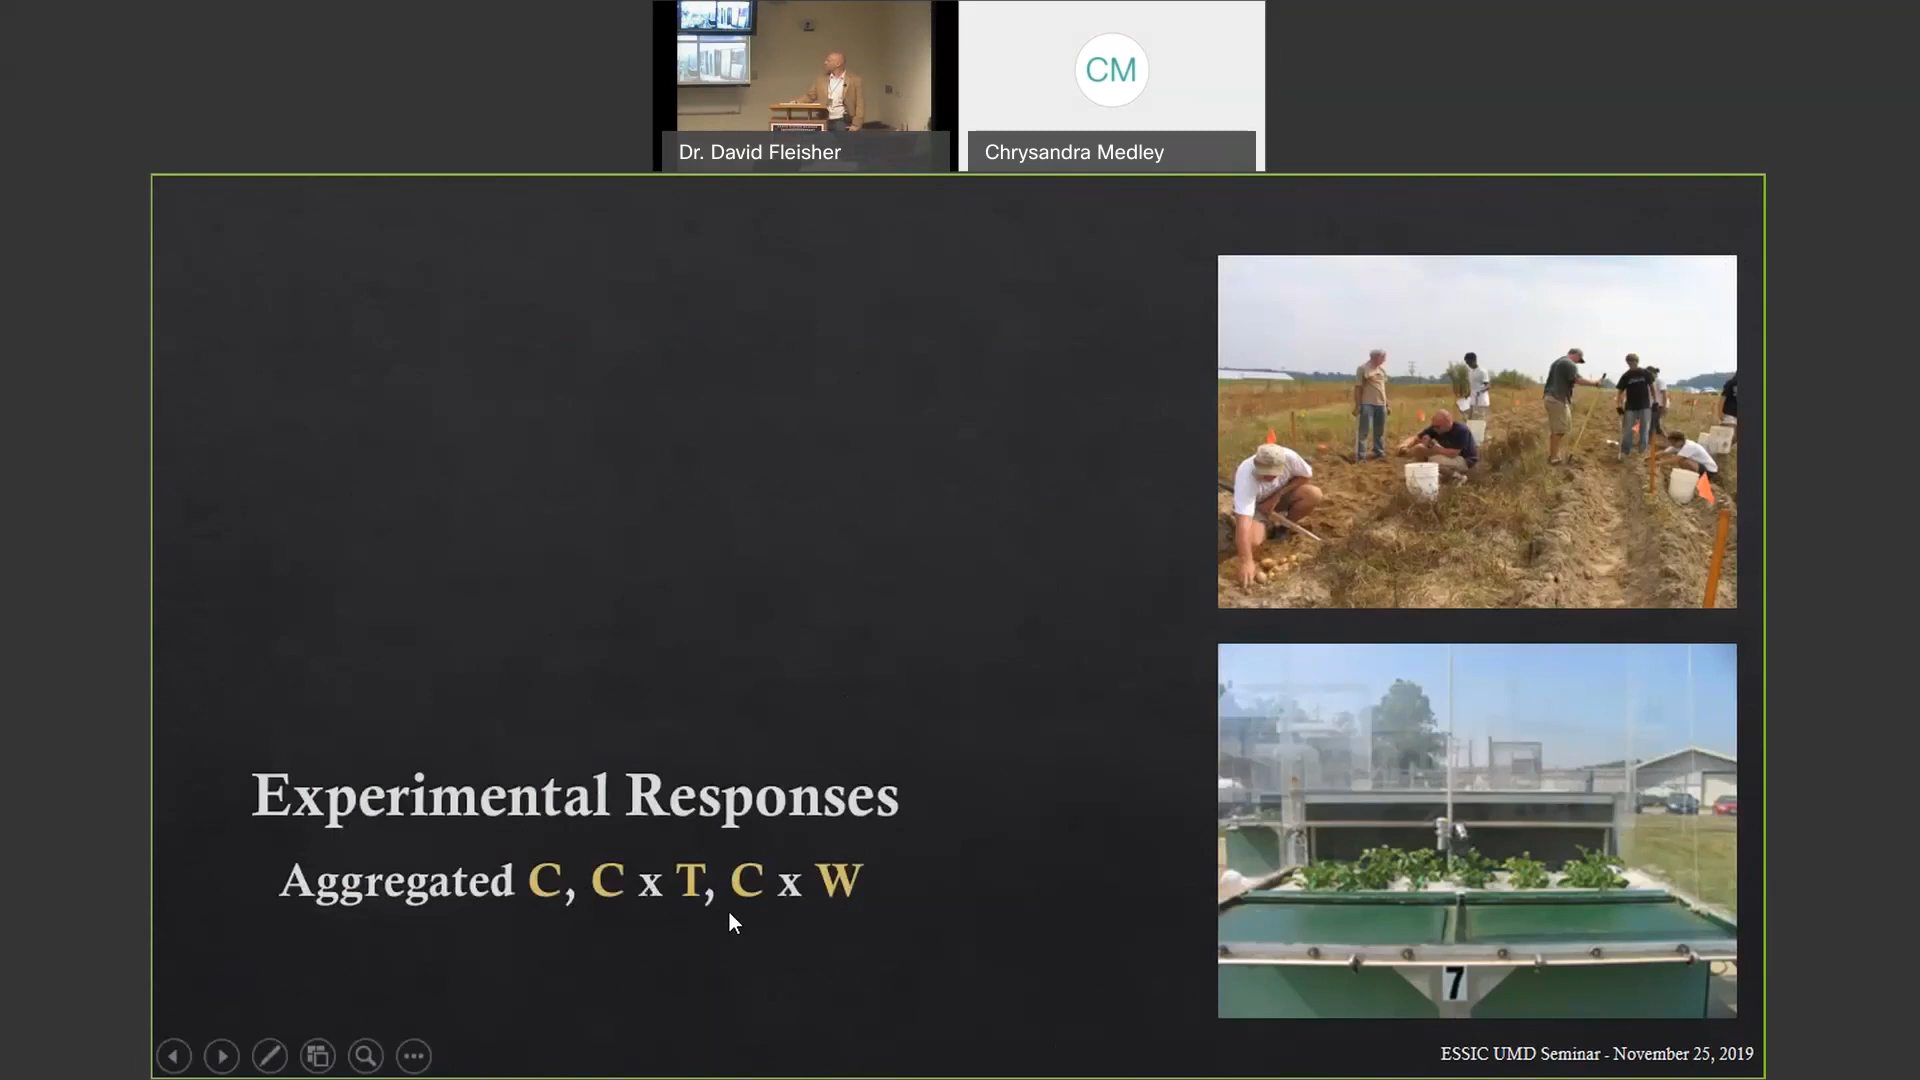 CM
Dr. David Fleisher
Chrysandra Medley
Experimental Responses
Aggregated C, C x T, C x W
7
ESSIC UMD Seminar - November 25, 2019